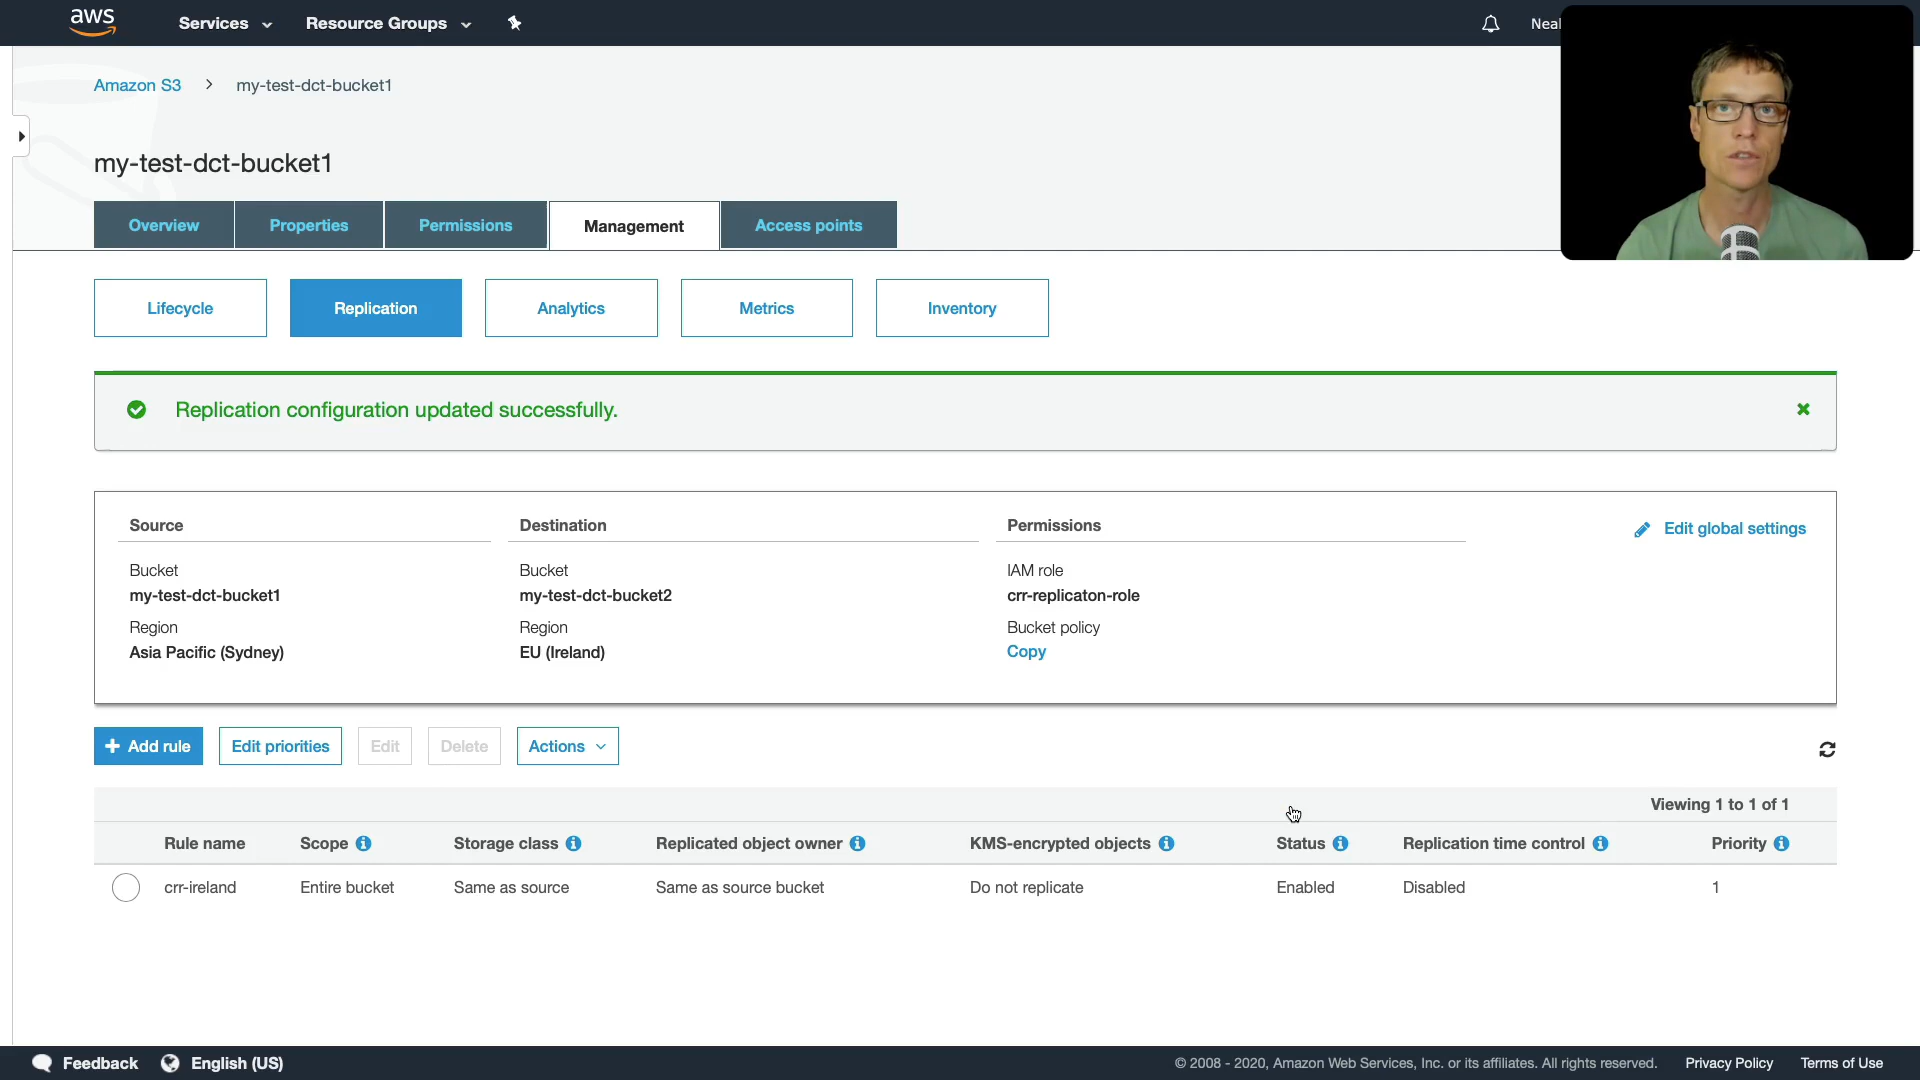 aws Services Resource Groups Neal
Amazon S3 > my-test-dct-bucket1
my-test-dct-bucket1
Overview Properties Permissions Management Access points
Lifecycle Replication Analytics Metrics Inventory
Replication configuration updated successfully.
Source Destination Permissions Edit global settings
Bucket Bucket IAM role
my-test-dct-bucket1 my-test-dct-bucket2 crr-replicaton-role
Region Region Bucket policy
Asia Pacific (Sydney) EU (Ireland) Copy
+ Add rule Edit priorities Edit Delete Actions
Viewing 1 to 1 of 1
Rule name Scope Storage class Replicated object owner KMS-encrypted objects Status Replication time control Priority
crr-ireland Entire bucket Same as source Same as source bucket Do not replicate Enabled Disabled 1
Feedback English (US) © 2008 - 2020, Amazon Web Services, Inc. or its affiliates. All rights reserved. Privacy Policy Terms of Use